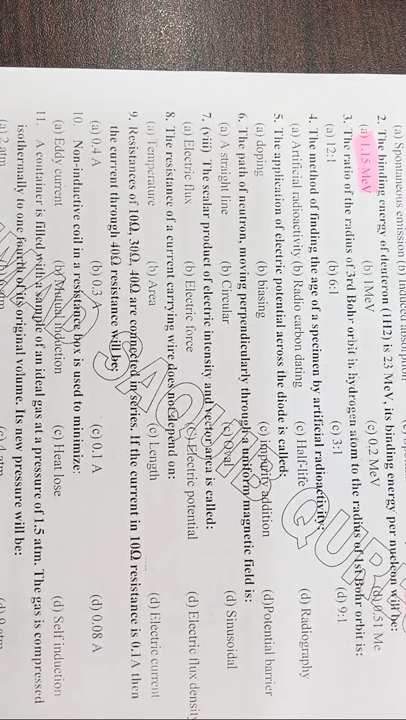 (a) Spontaneous emission (b) Induced absorption
2. The binding energy of deuteron (1H2) is 23 MeV, its binding energy per nucleon will be:
(a) 1.15 MeV (b) 1MeV (c) 0.2 MeV (d) 0.51 Me
3. The ratio of the radius of 3rd Bohr orbit in hydrogen atom to the radius of 1st Bohr orbit is:
(a) 12:1 (b) 6:1 (c) 3:1 (d) 9:1
4. The method of finding the age of a specimen by artificial radioactivity:
(a) Artificial radioactivity (b) Radio carbon dating (c) Half-life (d) Radiography
5. The application of electric potential across the diode is called:
(a) doping (b) biasing (c) impurity addition (d)Potential barrier
6. The path of neutron, moving perpendicularly through a uniform magnetic field is:
(a) A straight line (b) Circular (c) Oval (d) Sinusoidal
7. (viii) The scalar product of electric intensity and vector area is called:
(a) Electric flux (b) Electric force (c) Electric potential (d) Electric flux density
8. The resistance of a current carrying wire does not depend on:
(a) Temperature (b) Area (c) Length (d) Electric current
9. Resistances of 10Ω, 30Ω, 40Ω are connected in series. If the current in 10Ω resistance is 0.1A then
the current through 40Ω resistance will be:
(a) 0.4 A (b) 0.3 A (c) 0.1 A (d) 0.08 A
10. Non-inductive coil in a resistance box is used to minimize:
(a) Eddy current (b) Mutual induction (c) Heat lose (d) Self induction
11. A container is filled with a sample of an ideal gas at a pressure of 1.5 atm. The gas is compressed
isothermally to one fourth of its original volume. Its new pressure will be:
(a) 2 atm (c) 4 atm (d) 9 atm